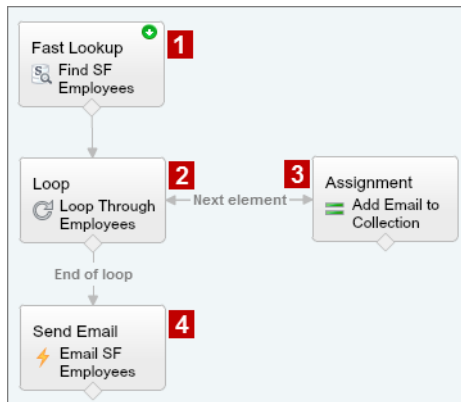 Fast Lookup
1
Find SF
Employees
Loop
2
Loop Through
Employees
Next element
3
Assignment
Add Email to
Collection
End of loop
Send Email
4
Email SF
Employees